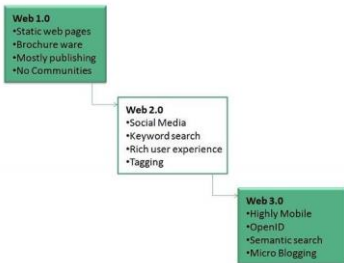 Web 1.0
•Static web pages
•Brochure ware
•Mostly publishing
•No Communities
Web 2.0
•Social Media
•Keyword search
•Rich user experience
•Tagging
Web 3.0
•Highly Mobile
•OpenID
•Semantic search
•Micro Blogging